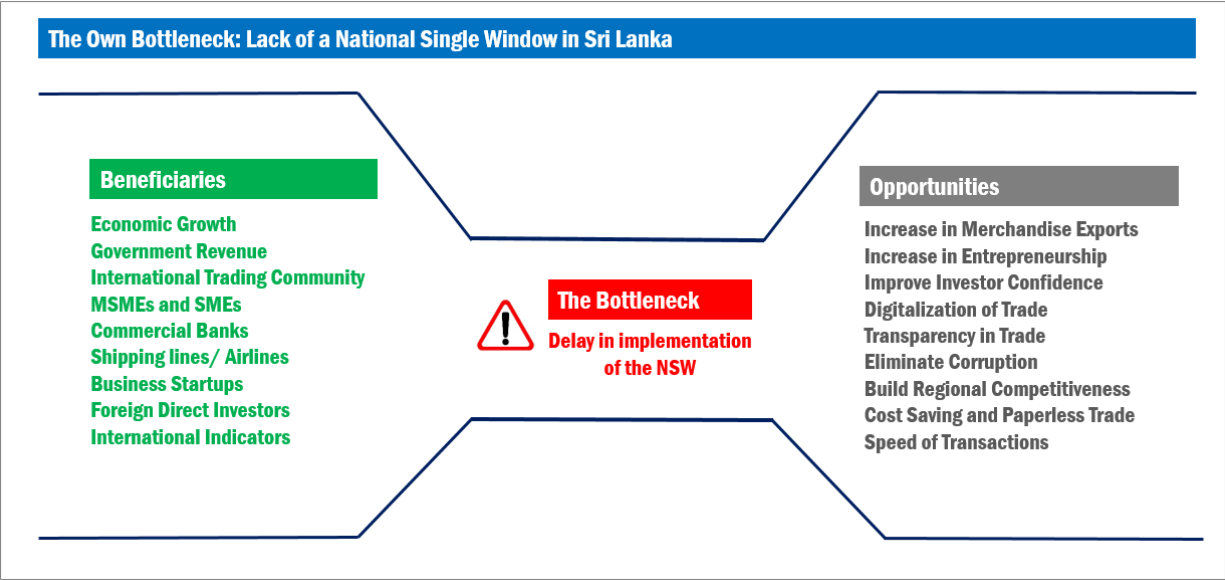 The Own Bottleneck: Lack of a National Single Window in Sri Lanka
Beneficiaries
Economic Growth
Government Revenue
International Trading Community
MSMEs and SMEs
Commercial Banks
Shipping lines/ Airlines
Business Startups
Foreign Direct Investors
International Indicators
The Bottleneck
Delay in implementation
of the NSW
Opportunities
Increase in Merchandise Exports
Increase in Entrepreneurship
Improve Investor Confidence
Digitalization of Trade
Transparency in Trade
Eliminate Corruption
Build Regional Competitiveness
Cost Saving and Paperless Trade
Speed of Transactions